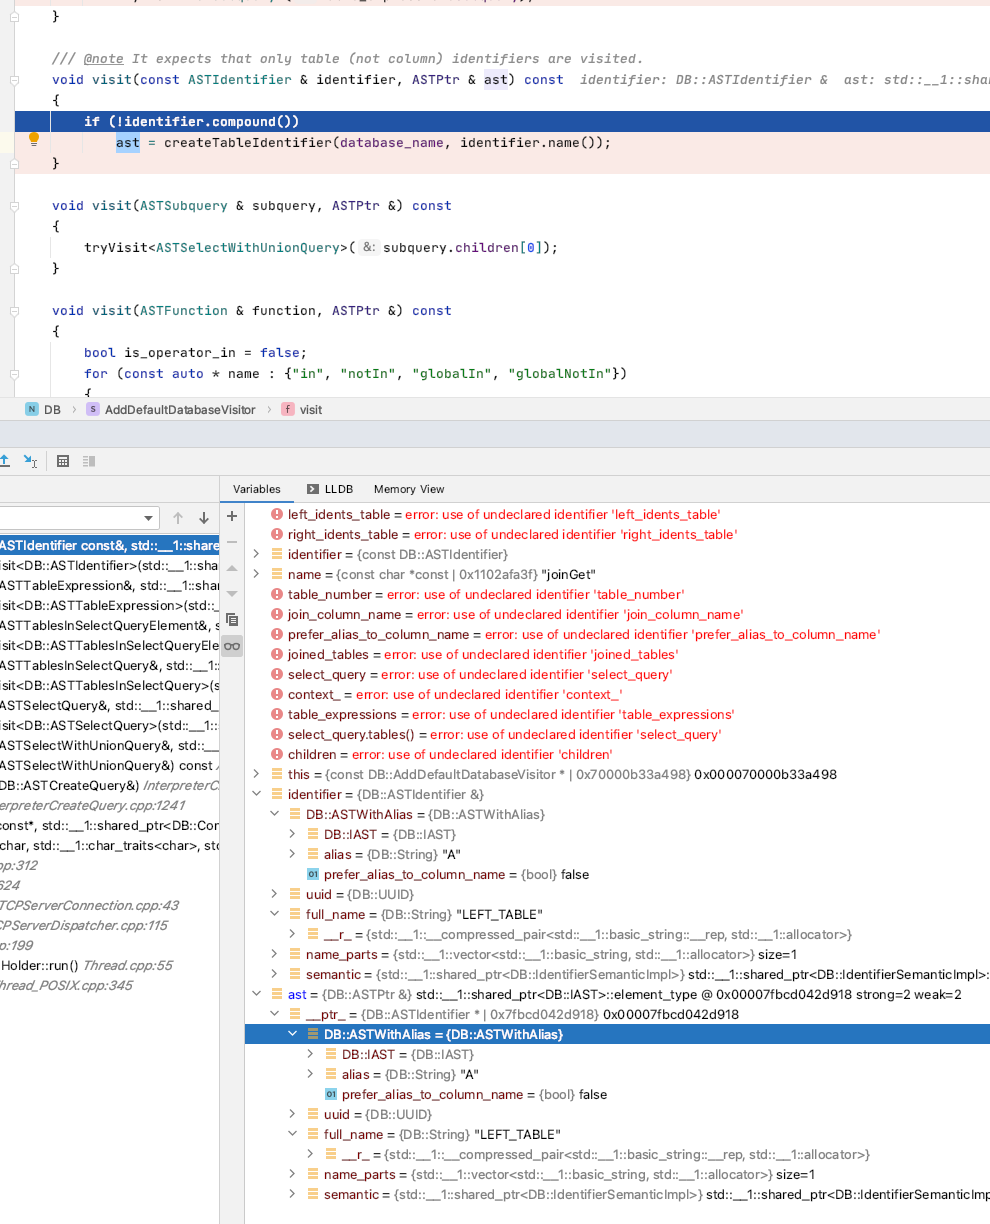 }
/// @note It expects that only table (not column) identifiers are visited.
void visit(const ASTIdentifier & identifier, ASTPtr & ast) const identifier: DB::ASTIdentifier & ast: std::__1::shar
{
if (!identifier.compound())
ast = createTableIdentifier(database_name, identifier.name());
}
void visit(ASTSubquery & subquery, ASTPtr &) const
{
tryVisit<ASTSelectWithUnionQuery>( &: subquery.children[0]);
}
void visit(ASTFunction & function, ASTPtr &) const
{
bool is_operator_in = false;
for (const auto * name : {"in", "notIn", "globalIn", "globalNotIn"})
{
N DB > S AddDefaultDatabaseVisitor > f visit
Variables LLDB Memory View
ASTIdentifier const&, std::__1::share
isit<DB::ASTIdentifier>(std::__1::sha
ASTTableExpression&, std::__1::sha
isit<DB::ASTTableExpression>(std:_
ASTTablesInSelectQueryElement&, s
isit<DB::ASTTablesInSelectQueryEle
ASTTablesInSelectQuery&, std::__1::
isit<DB::ASTTablesInSelectQuery>(s
ASTSelectQuery&, std::__1::shared_
isit<DB::ASTSelectQuery>(std::__1::
ASTSelectWithUnionQuery&, std::__
ASTSelectWithUnionQuery&) const
DB::ASTCreateQuery&) InterpreterC
erpreterCreateQuery.cpp:1241
const*, std::__1::shared_ptr<DB::Con
char, std::__1::char_traits<char>, std
pp:312
624
TCPServerConnection.cpp:43
CPServerDispatcher.cpp:115
p:199
Holder::run() Thread.cpp:55
hread_POSIX.cpp:345
left_idents_table = error: use of undeclared identifier 'left_idents_table'
right_idents_table = error: use of undeclared identifier 'right_idents_table'
identifier = {const DB::ASTIdentifier}
name = {const char *const | 0x1102afa3f} "joinGet"
table_number = error: use of undeclared identifier 'table_number'
join_column_name = error: use of undeclared identifier 'join_column_name'
prefer_alias_to_column_name = error: use of undeclared identifier 'prefer_alias_to_column_name'
joined_tables = error: use of undeclared identifier 'joined_tables'
select_query = error: use of undeclared identifier 'select_query'
context_ = error: use of undeclared identifier 'context_'
table_expressions = error: use of undeclared identifier 'table_expressions'
select_query.tables() = error: use of undeclared identifier 'select_query'
children = error: use of undeclared identifier 'children'
this = {const DB::AddDefaultDatabaseVisitor * | 0x70000b33a498} 0x000070000b33a498
identifier = {DB::ASTIdentifier &}
DB::ASTWithAlias = {DB::ASTWithAlias}
DB::IAST = {DB::IAST}
alias = {DB::String} "A"
01 prefer_alias_to_column_name = {bool} false
uuid = {DB::UUID}
full_name = {DB::String} "LEFT_TABLE"
__r_ = {std::__1::__compressed_pair<std::__1::basic_string::__rep, std::__1::allocator>}
name_parts = {std::__1::vector<std::__1::basic_string, std::__1::allocator>} size=1
semantic = {std::__1::shared_ptr<DB::IdentifierSemanticImpl>} std::__1::shared_ptr<DB::IdentifierSemanticImpl>::
ast = {DB::ASTPtr &} std::__1::shared_ptr<DB::IAST>::element_type @ 0x00007fbcd042d918 strong=2 weak=2
__ptr_ = {DB::ASTIdentifier * | 0x7fbcd042d918} 0x00007fbcd042d918
DB::ASTWithAlias = {DB::ASTWithAlias}
DB::IAST = {DB::IAST}
alias = {DB::String} "A"
01 prefer_alias_to_column_name = {bool} false
uuid = {DB::UUID}
full_name = {DB::String} "LEFT_TABLE"
__r_ = {std::__1::__compressed_pair<std::__1::basic_string::__rep, std::__1::allocator>}
name_parts = {std::__1::vector<std::__1::basic_string, std::__1::allocator>} size=1
semantic = {std::__1::shared_ptr<DB::IdentifierSemanticImpl>} std::__1::shared_ptr<DB::IdentifierSemanticImp